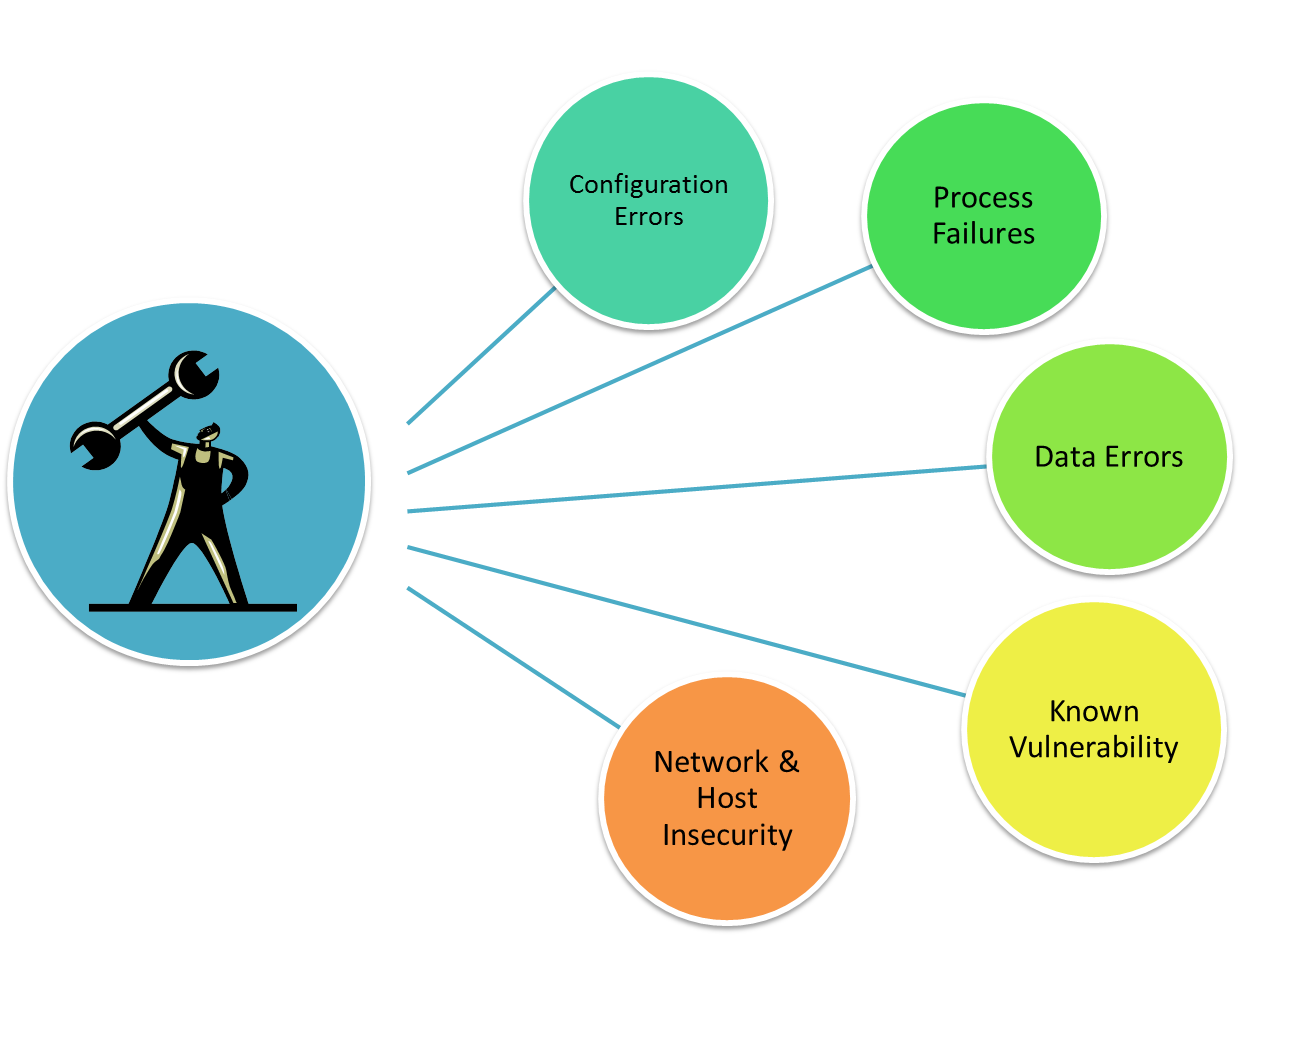 Configuration
Errors
Process
Failures
Data Errors
Known
Vulnerability
Network &
Host
Insecurity